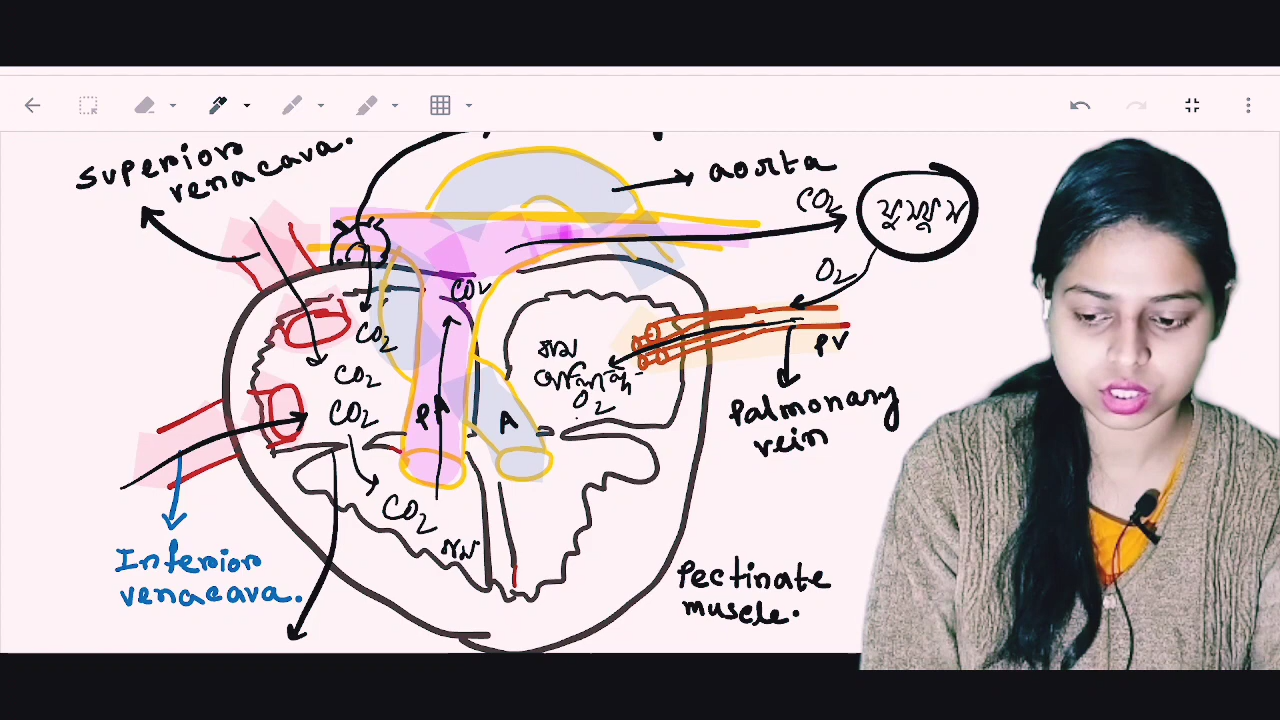 superior
venacava.
aorta
CO2
ফুসফুস
O2
CO2
CO2
CO2
CO2
PA
A
O2
PV
Palmonary
vein
CO2
Inferior
venacava.
Pectinate
muscle.